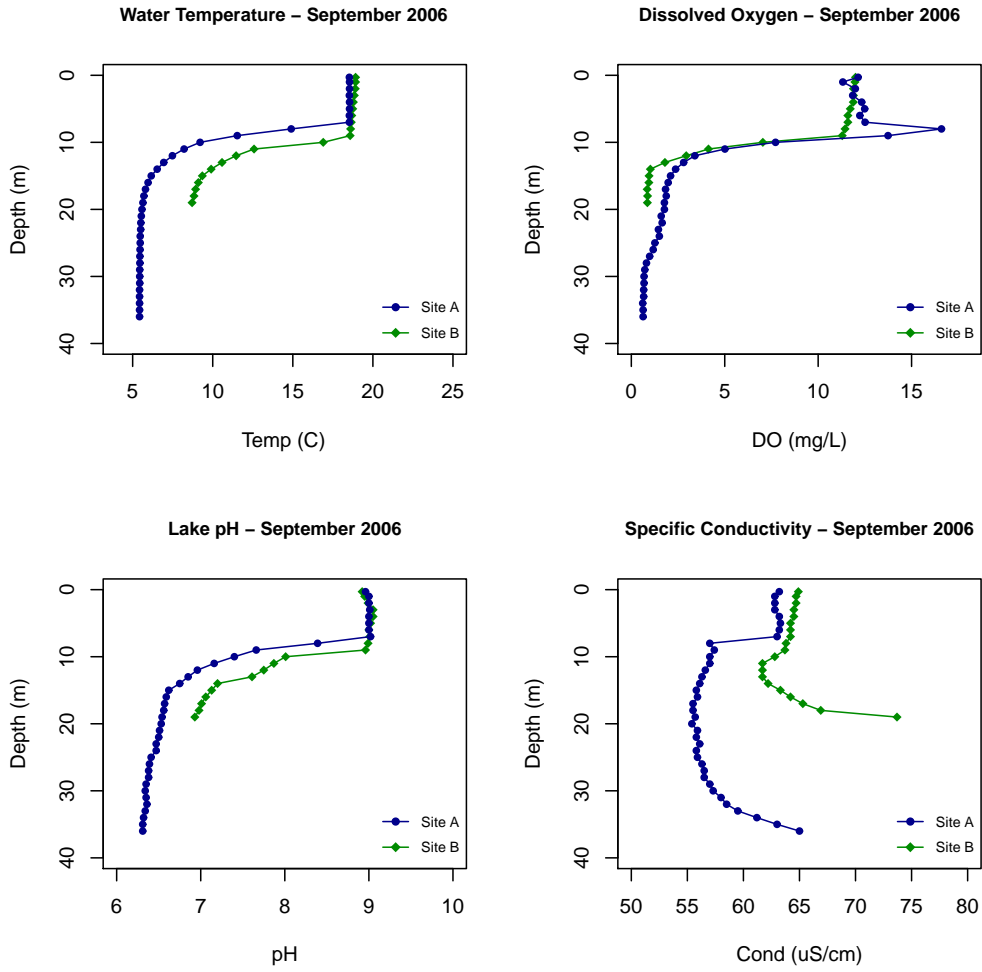 Water Temperature – September 2006
0
10
20
30
40
Depth (m)
5 10 15 20 25
Temp (C)
Site A
Site B
Dissolved Oxygen – September 2006
0
10
20
30
40
Depth (m)
0 5 10 15
DO (mg/L)
Site A
Site B
Lake pH – September 2006
0
10
20
30
40
Depth (m)
6 7 8 9 10
pH
Site A
Site B
Specific Conductivity – September 2006
0
10
20
30
40
Depth (m)
50 55 60 65 70 75 80
Cond (uS/cm)
Site A
Site B